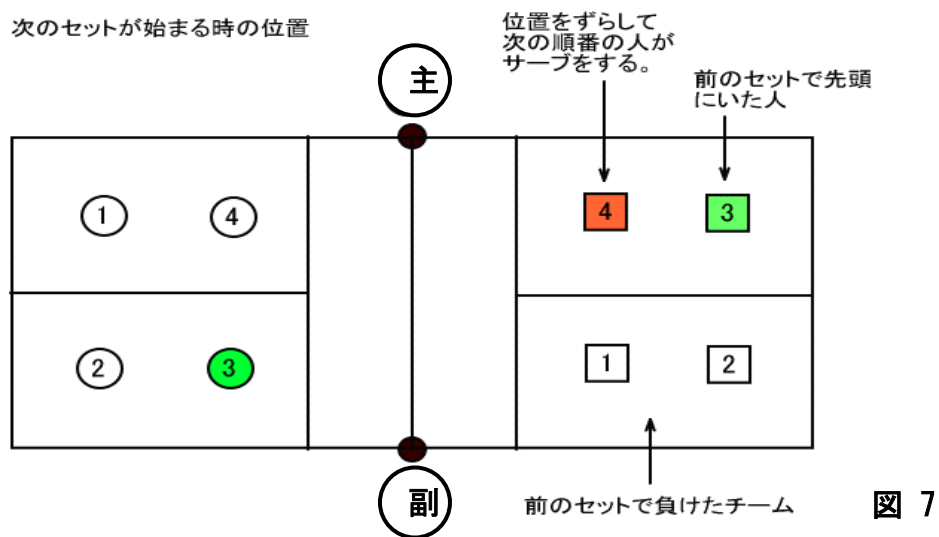 次のセットが始まる時の位置
位置をずらして
次の順番の人が
サーブをする。
前のセットで先頭
にいた人
主
1
4
4
3
2
3
1
2
副
前のセットで負けたチーム
図 7